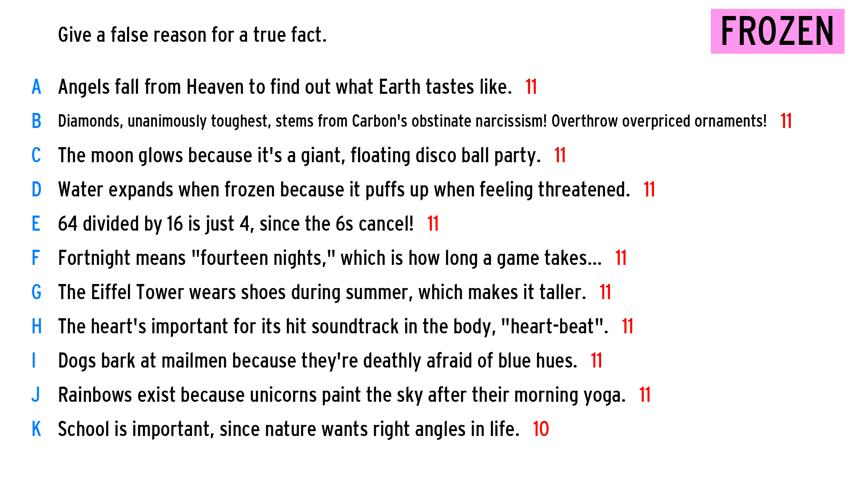 Give a false reason for a true fact.
FROZEN
A Angels fall from Heaven to find out what Earth tastes like. 11
B Diamonds, unanimously toughest, stems from Carbon's obstinate narcissism! Overthrow overpriced ornaments! 11
C The moon glows because it's a giant, floating disco ball party. 11
D Water expands when frozen because it puffs up when feeling threatened. 11
E 64 divided by 16 is just 4, since the 6s cancel! 11
F Fortnight means "fourteen nights," which is how long a game takes... 11
G The Eiffel Tower wears shoes during summer, which makes it taller. 11
H The heart's important for its hit soundtrack in the body, "heart-beat". 11
I Dogs bark at mailmen because they're deathly afraid of blue hues. 11
J Rainbows exist because unicorns paint the sky after their morning yoga. 11
K School is important, since nature wants right angles in life. 10